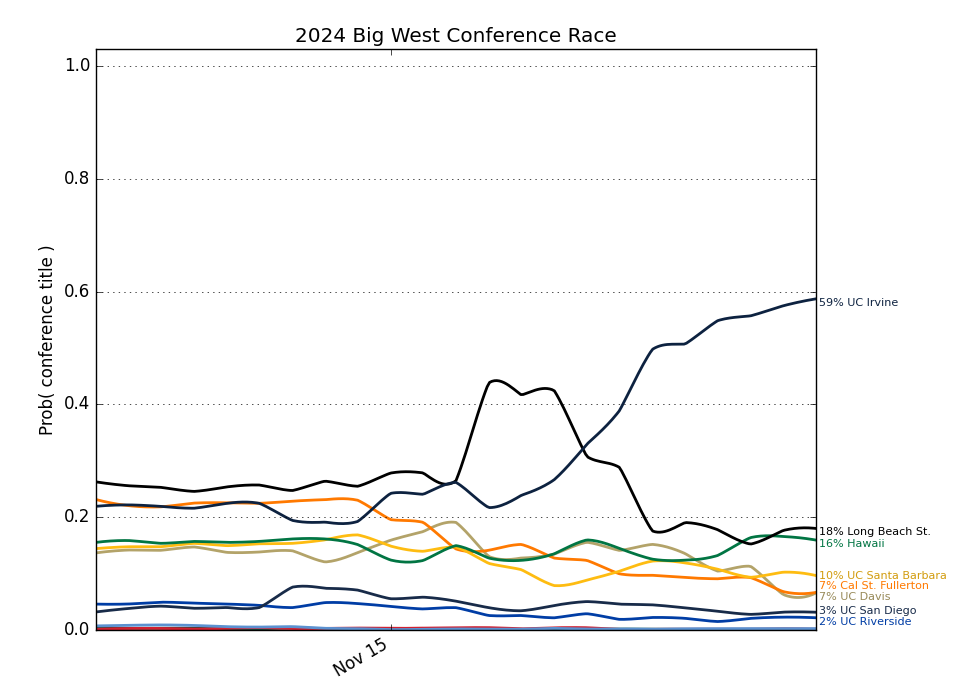 2024 Big West Conference Race
Prob( conference title )
1.0
0.8
0.6
0.4
0.2
0.0
Nov 15
59% UC Irvine
18% Long Beach St.
16% Hawaii
10% UC Santa Barbara
7% Cal St. Fullerton
7% UC Davis
3% UC San Diego
2% UC Riverside